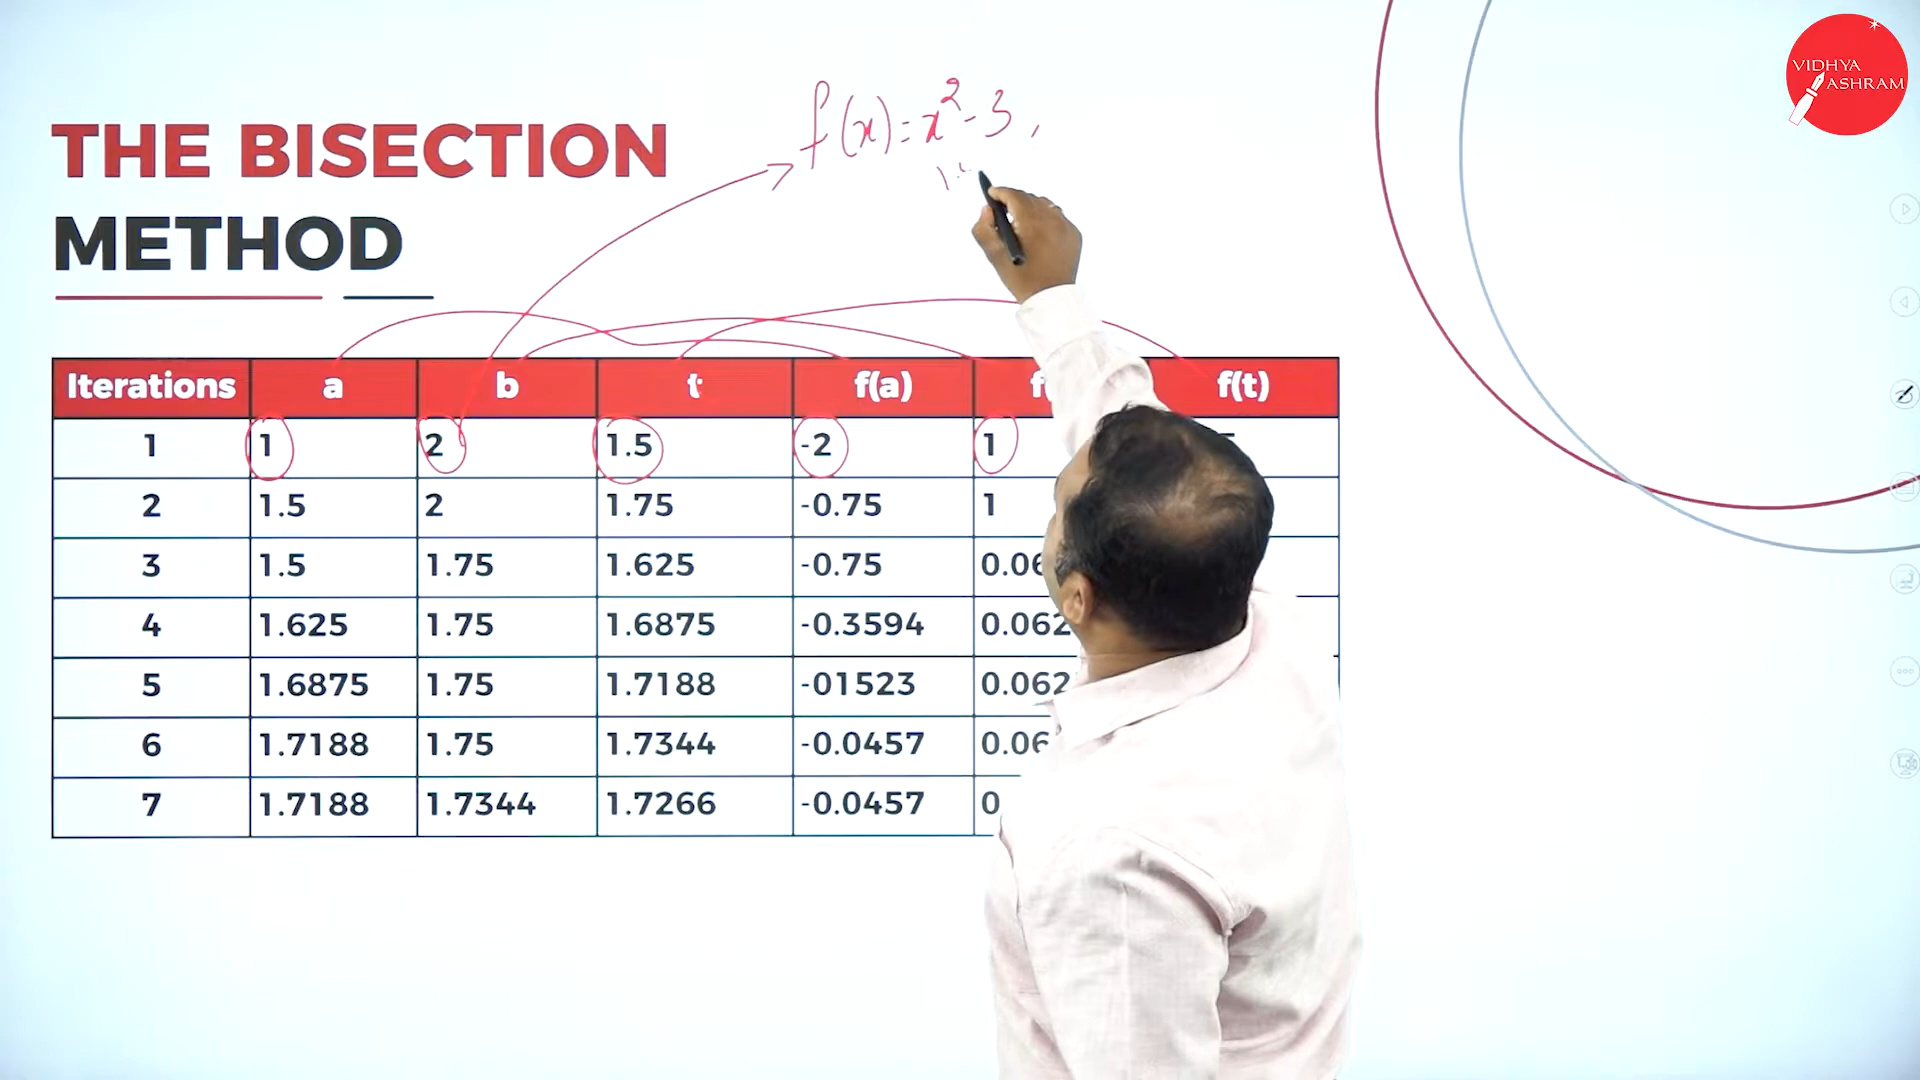 VIDHYA
ASHRAM
f(x)=x²-3,
THE BISECTION
METHOD
Iterations a b t f(a) f(t)
1 1 2 1.5 -2 1
2 1.5 2 1.75 -0.75 1
3 1.5 1.75 1.625 -0.75
4 1.625 1.75 1.6875 -0.3594
5 1.6875 1.75 1.7188 -01523
6 1.7188 1.75 1.7344 -0.0457
7 1.7188 1.7344 1.7266 -0.0457